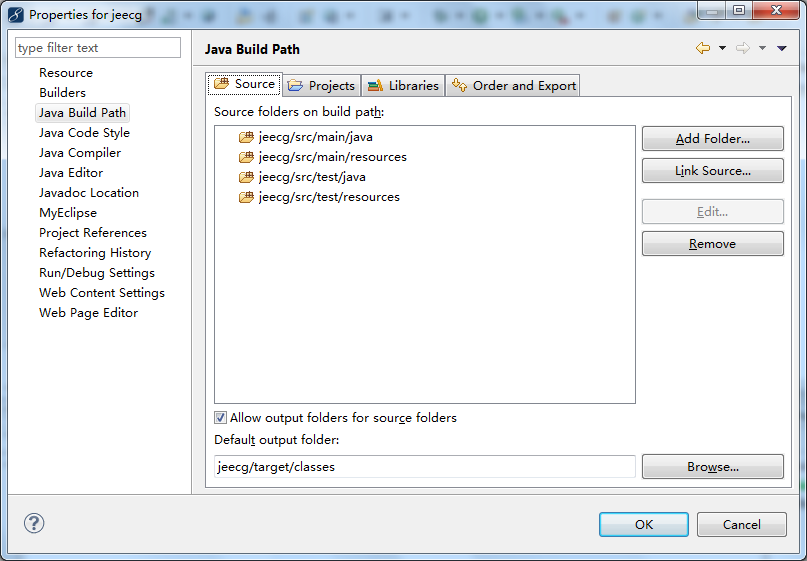 Properties for jeecg
type filter text
Resource
Builders
Java Build Path
Java Code Style
Java Compiler
Java Editor
Javadoc Location
MyEclipse
Project References
Refactoring History
Run/Debug Settings
Web Content Settings
Web Page Editor
Java Build Path
Source Projects Libraries Order and Export
Source folders on build path:
jeecg/src/main/java
jeecg/src/main/resources
jeecg/src/test/java
jeecg/src/test/resources
Add Folder...
Link Source...
Edit...
Remove
Allow output folders for source folders
Default output folder:
jeecg/target/classes
Browse...
OK Cancel